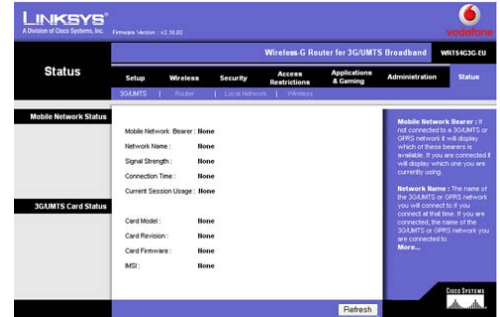 LINKSYS®
A Division of Cisco Systems, Inc.
Firmware Version : v2.10.02
vodafone
Wireless-G Router for 3G/UMTS Broadband WRT54G3G-EU
Status
Setup Wireless Security Access Restrictions Applications & Gaming Administration Status
3G/UMTS | Router | Local Network | Wireless
Mobile Network Status
Mobile Network Bearer : None
Network Name : None
Signal Strength : None
Connection Time : None
Current Session Usage : None
3G/UMTS Card Status
Card Model : None
Card Revision : None
Card Firmware : None
IMSI : None
Mobile Network Bearer : If
not connected to a 3G/UMTS or
GPRS network it will display
which of these bearers is
available. If you are connected it
will display which one you are
currently using.
Network Name : The name of
the 3G/UMTS or GPRS network
you will connect to if you
connect at that time. If you are
connected, the name of the
3G/UMTS or GPRS network you
are connected to.
More...
Refresh
CISCO SYSTEMS